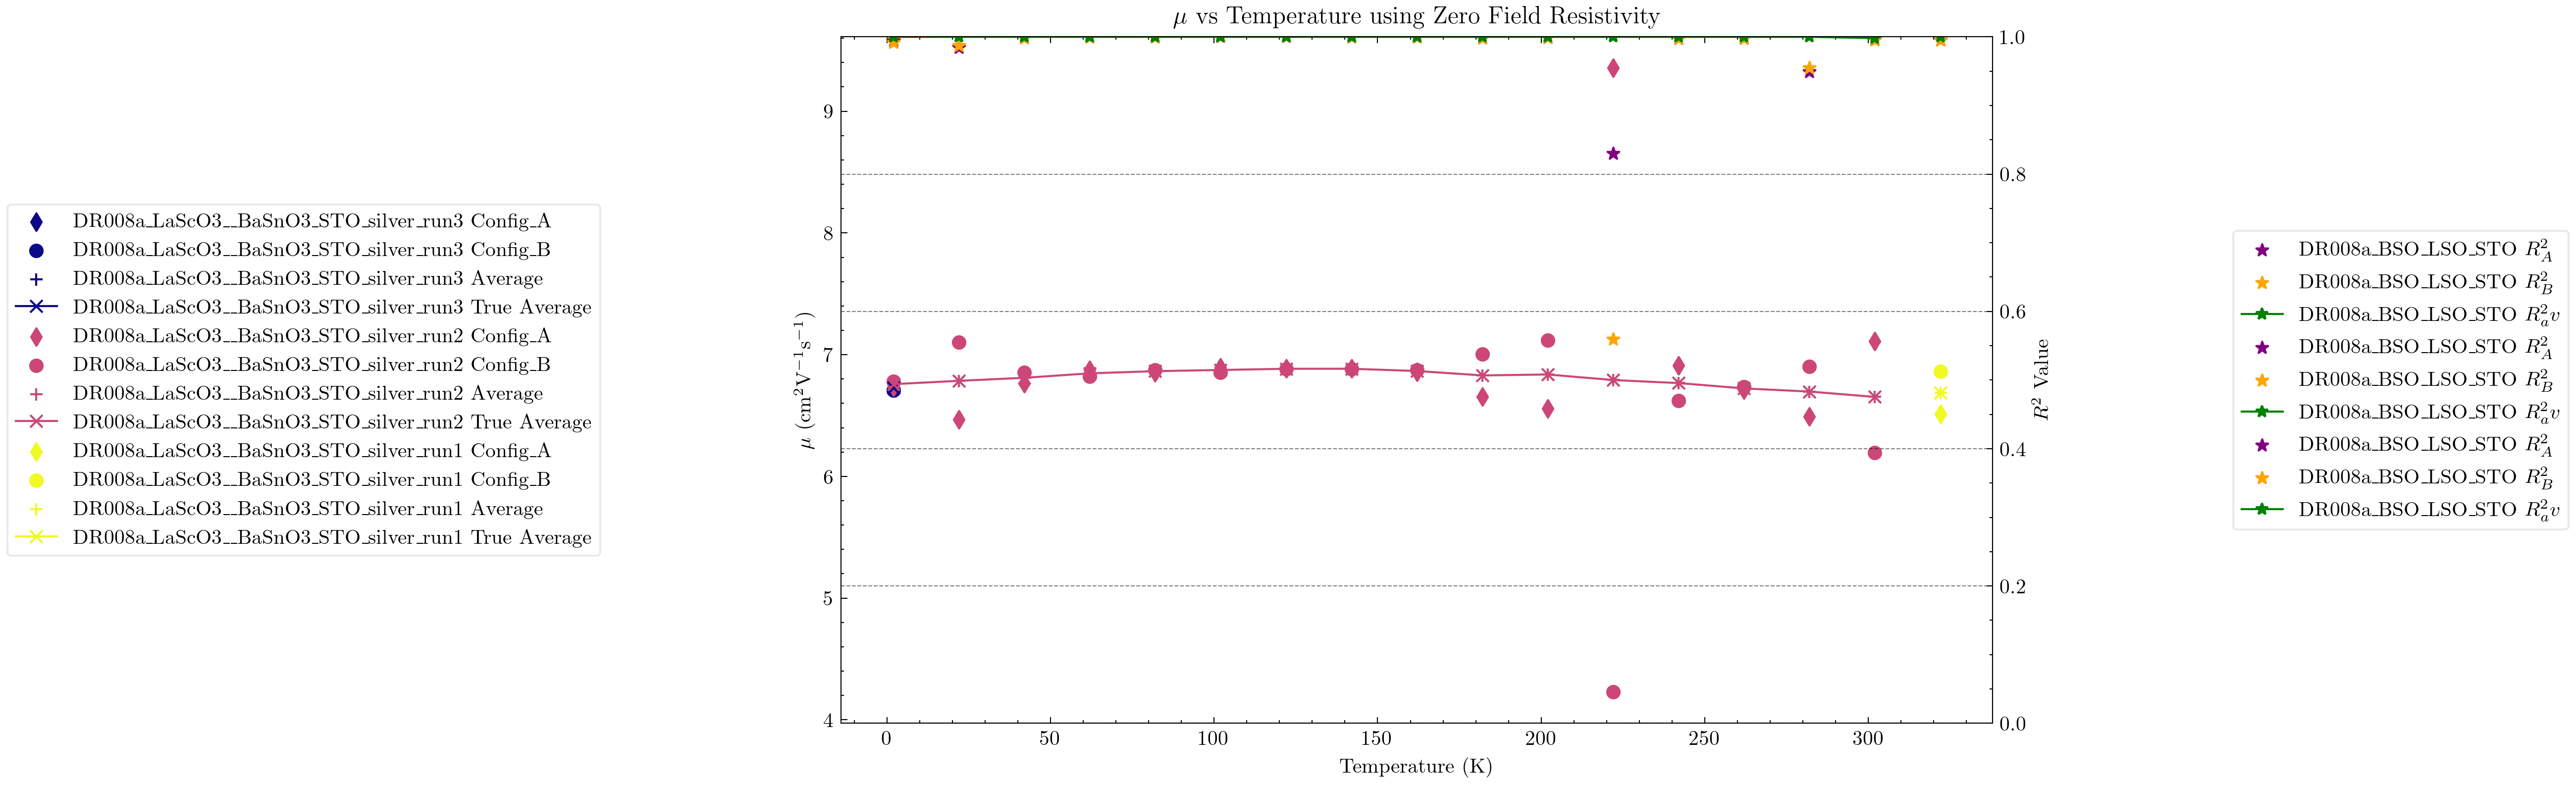 μ vs Temperature using Zero Field Resistivity
DR008a_LaScO3__BaSnO3_STO_silver_run3 Config_A
DR008a_LaScO3__BaSnO3_STO_silver_run3 Config_B
DR008a_LaScO3__BaSnO3_STO_silver_run3 Average
DR008a_LaScO3__BaSnO3_STO_silver_run3 True Average
DR008a_LaScO3__BaSnO3_STO_silver_run2 Config_A
DR008a_LaScO3__BaSnO3_STO_silver_run2 Config_B
DR008a_LaScO3__BaSnO3_STO_silver_run2 Average
DR008a_LaScO3__BaSnO3_STO_silver_run2 True Average
DR008a_LaScO3__BaSnO3_STO_silver_run1 Config_A
DR008a_LaScO3__BaSnO3_STO_silver_run1 Config_B
DR008a_LaScO3__BaSnO3_STO_silver_run1 Average
DR008a_LaScO3__BaSnO3_STO_silver_run1 True Average
μ (cm²V⁻¹s⁻¹)
9
8
7
6
5
4
0 50 100 150 200 250 300
Temperature (K)
1.0
0.8
0.6
0.4
0.2
0.0
R² Value
DR008a_BSO_LSO_STO R²_A
DR008a_BSO_LSO_STO R²_B
DR008a_BSO_LSO_STO R²_av
DR008a_BSO_LSO_STO R²_A
DR008a_BSO_LSO_STO R²_B
DR008a_BSO_LSO_STO R²_av
DR008a_BSO_LSO_STO R²_A
DR008a_BSO_LSO_STO R²_B
DR008a_BSO_LSO_STO R²_av